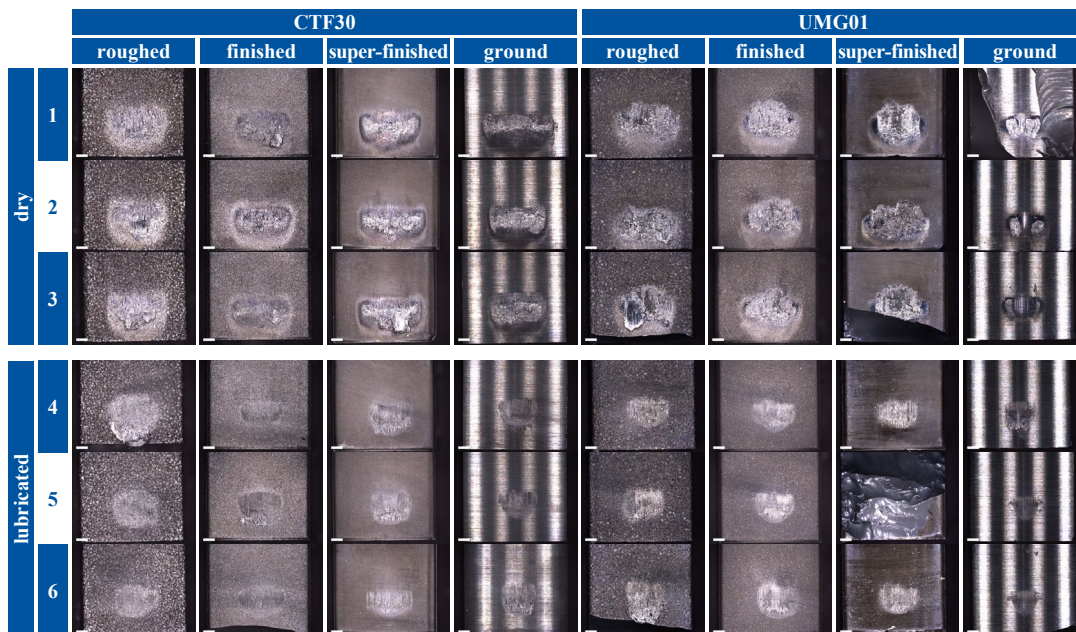 CTF30 UMG01
roughed finished super-finished ground roughed finished super-finished ground
dry
1
2
3
lubricated
4
5
6